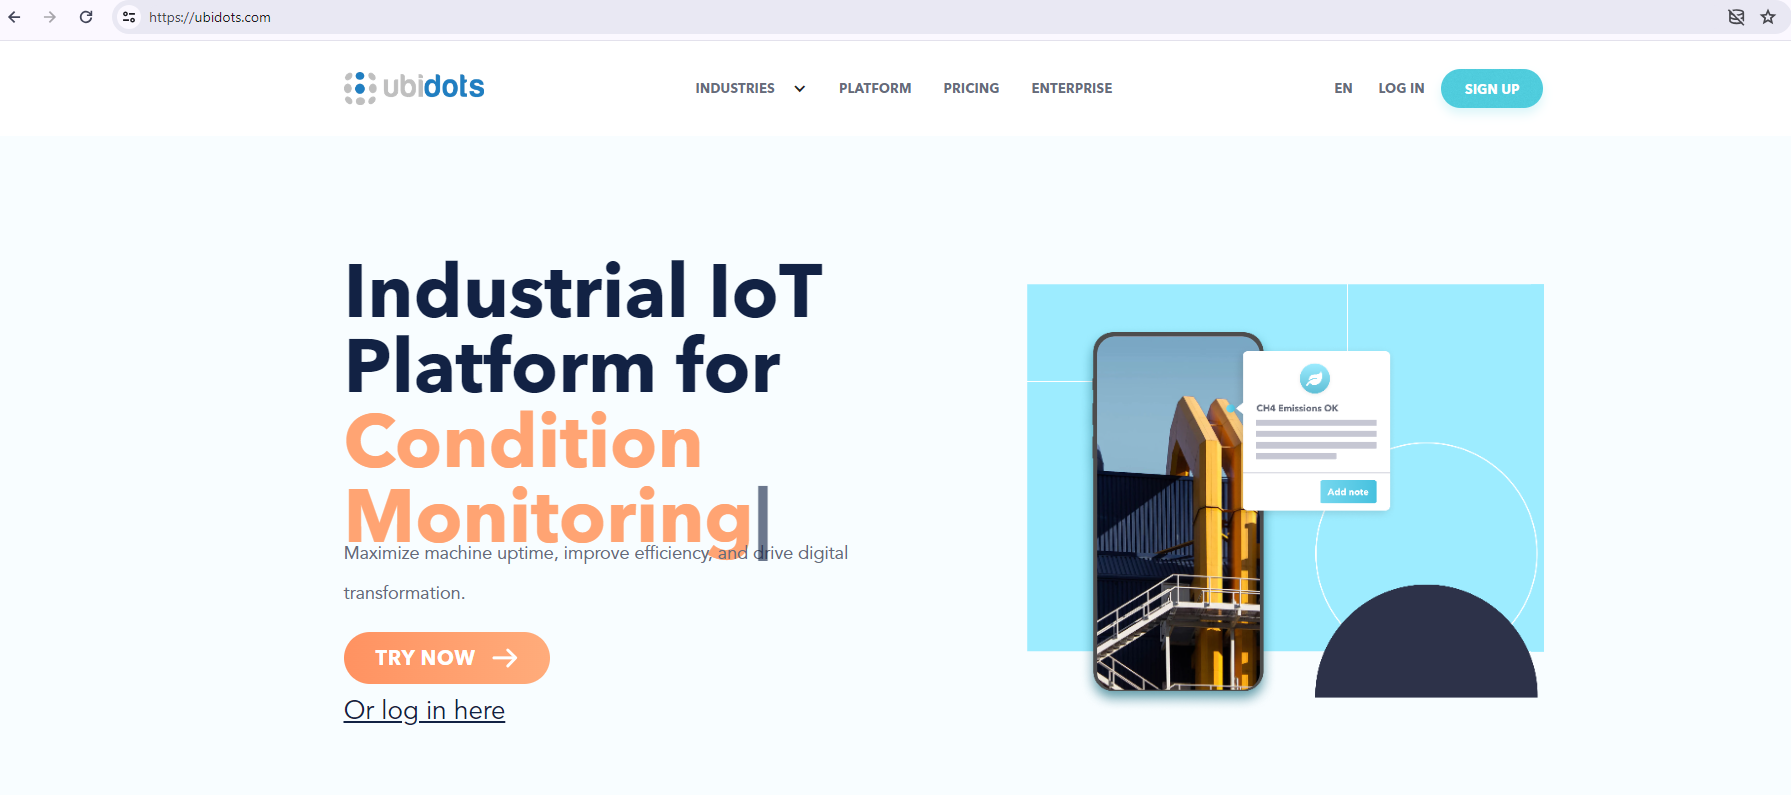 https://ubidots.com
ubidots
INDUSTRIES PLATFORM PRICING ENTERPRISE EN LOG IN SIGN UP
Industrial IoT
Platform for
Condition
Monitoring|
Maximize machine uptime, improve efficiency, and drive digital
transformation.
TRY NOW
Or log in here
CH4 Emissions OK
Add note